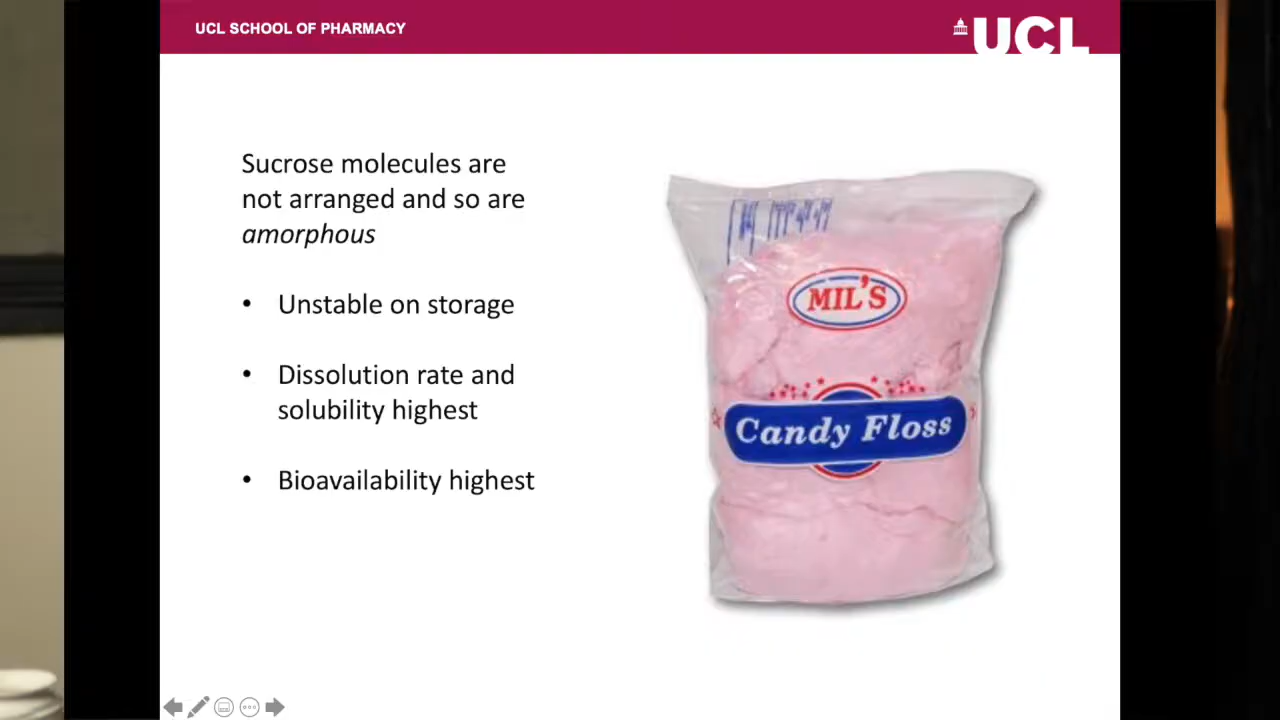 UCL SCHOOL OF PHARMACY
UCL
Sucrose molecules are
not arranged and so are
amorphous
• Unstable on storage
• Dissolution rate and
solubility highest
• Bioavailability highest
MIL'S
Candy Floss